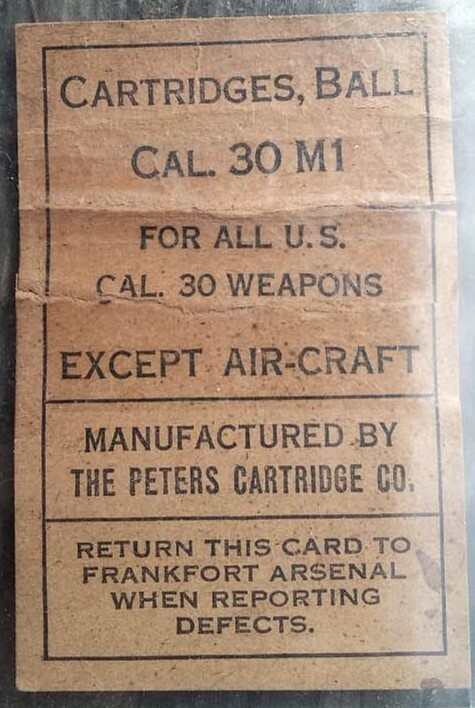 CARTRIDGES, BALL
CAL. 30 M1
FOR ALL U.S.
CAL. 30 WEAPONS
EXCEPT AIR-CRAFT
MANUFACTURED BY
THE PETERS CARTRIDGE CO.
RETURN THIS CARD TO
FRANKFORT ARSENAL
WHEN REPORTING
DEFECTS.